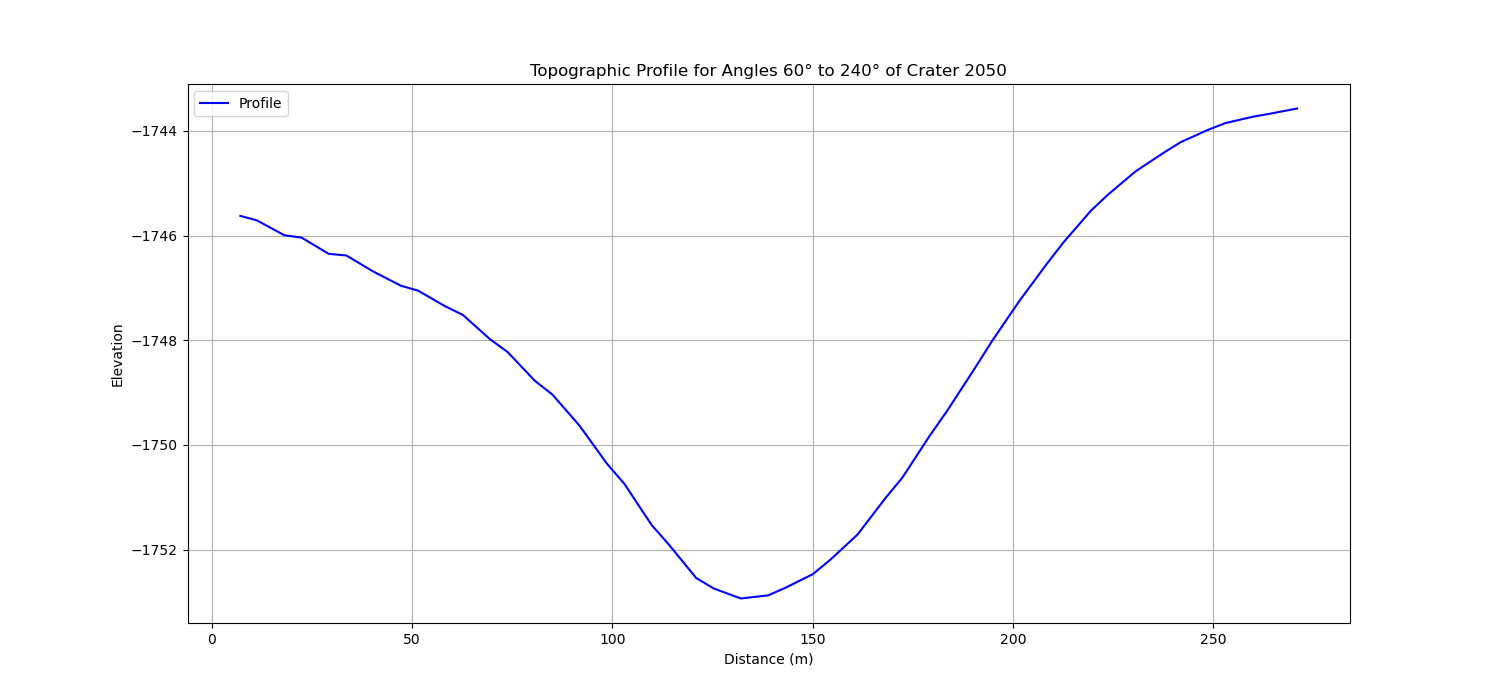 Topographic Profile for Angles 60° to 240° of Crater 2050
Profile
−1744
−1746
−1748
−1750
−1752
Elevation
0 50 100 150 200 250
Distance (m)